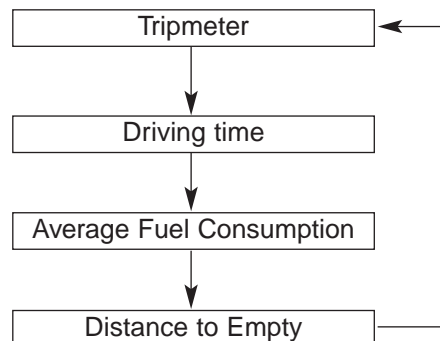 Tripmeter
Driving time
Average Fuel Consumption
Distance to Empty